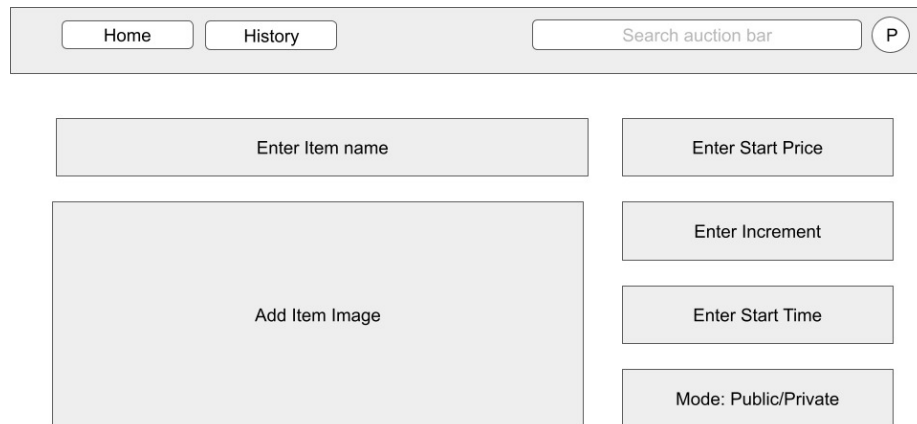 Home
History
Search auction bar
P
Enter Item name
Enter Start Price
Enter Increment
Add Item Image
Enter Start Time
Mode: Public/Private